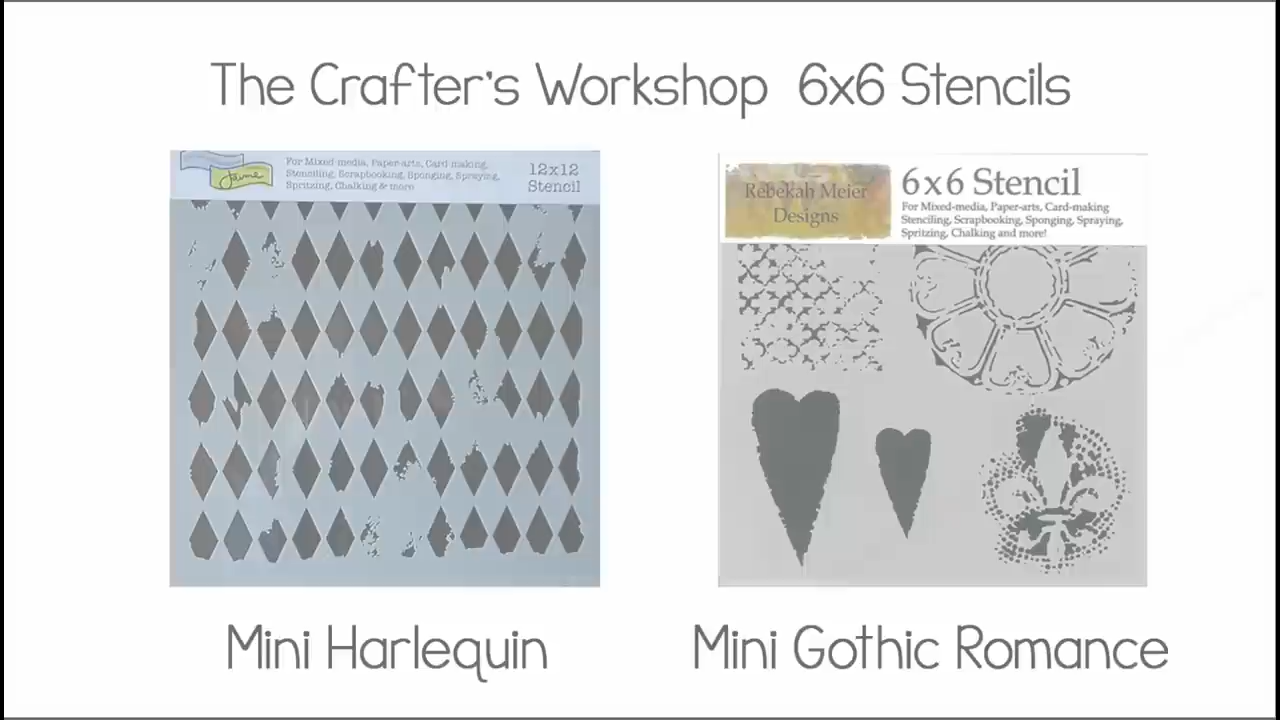 The Crafter's Workshop 6x6 Stencils
Jaime
For Mixed-media, Paper-arts, Card making,
Stenciling, Scrapbooking, Sponging, Spraying,
Spritzing, Chalking & more
12x12
Stencil
Rebekah Meier
Designs
6x6 Stencil
For Mixed-media, Paper-arts, Card-making
Stenciling, Scrapbooking, Sponging, Spraying,
Spritzing, Chalking and more!
Mini Harlequin
Mini Gothic Romance